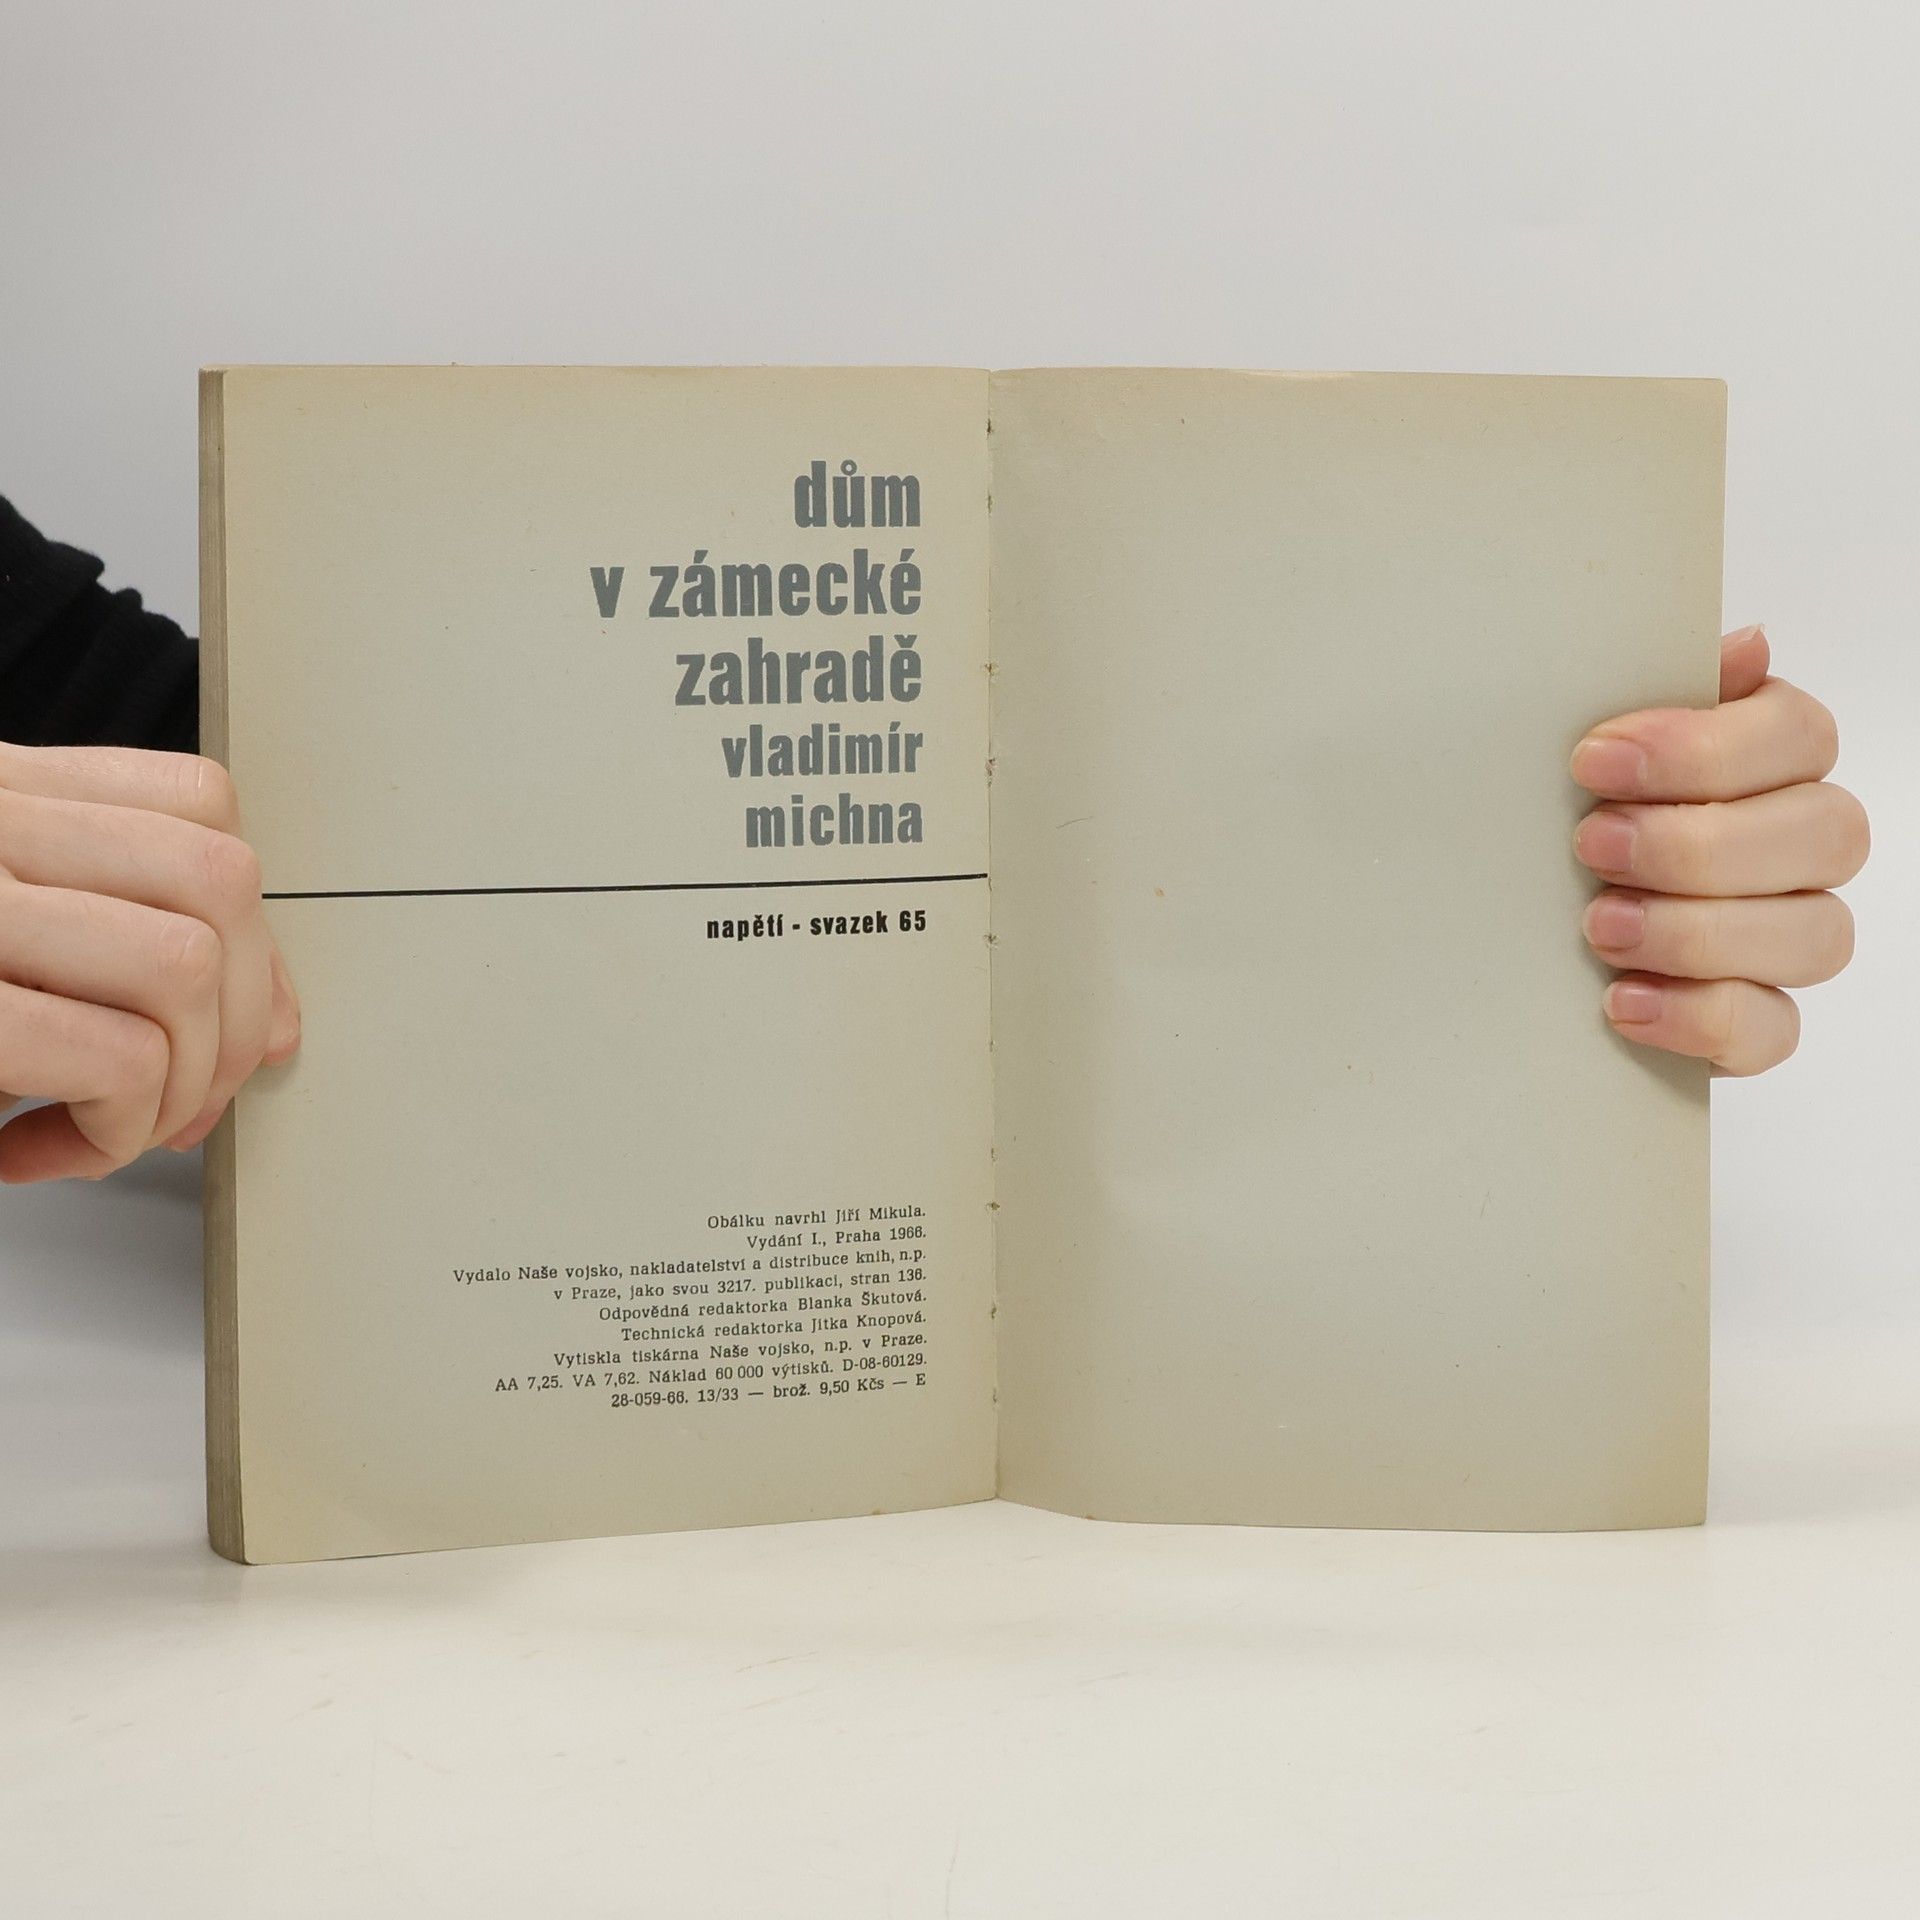 dům
v zámecké
zahradě
vladimír
michna
napětí - svazek 65
Obálku navrhl Jiří Mikula.
Vydání I., Praha 1966.
Vydalo Naše vojsko, nakladatelství a distribuce knih, n.p.
v Praze, jako svou 3217. publikaci, stran 136.
Odpovědná redaktorka Blanka Škutová.
Technická redaktorka Jitka Knopová.
Vytiskla tiskárna Naše vojsko, n.p. v Praze.
AA 7,25. VA 7,62. Náklad 60 000 výtisků. D-08-60129.
28-059-66. 13/33 — brož. 9,50 Kčs — E